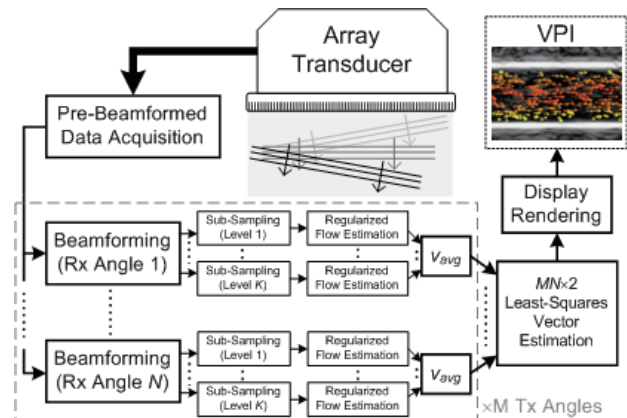 Array
Transducer
VPI
Pre-Beamformed
Data Acquisition
Display
Rendering
Beamforming
(Rx Angle 1)
Sub-Sampling
(Level 1)
Regularized
Flow Estimation
Sub-Sampling
(Level K)
Regularized
Flow Estimation
vavg
MN×2
Least-Squares
Vector
Estimation
Beamforming
(Rx Angle N)
Sub-Sampling
(Level 1)
Regularized
Flow Estimation
Sub-Sampling
(Level K)
Regularized
Flow Estimation
vavg
×M Tx Angles